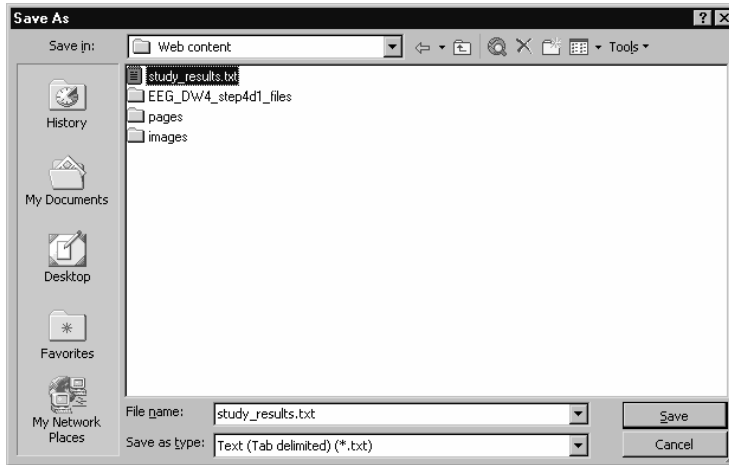 Save As
Save in:
Web content
Tools
History
My Documents
Desktop
Favorites
My Network
Places
study_results.txt
EEG_DW4_step4d1_files
pages
images
File name:
study_results.txt
Save
Save as type:
Text (Tab delimited) (*.txt)
Cancel